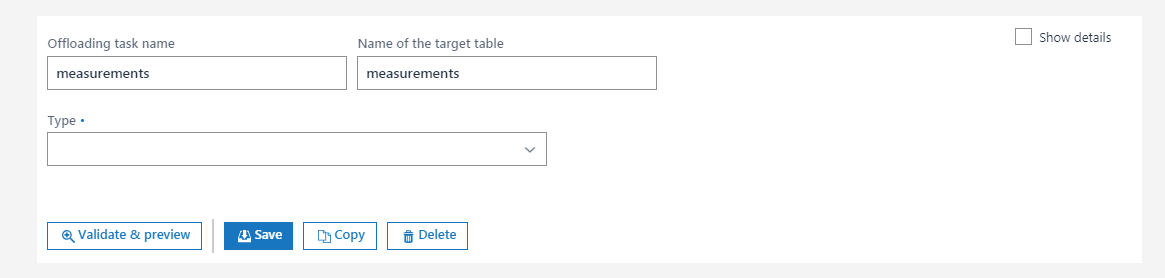 Offloading task name
Name of the target table
Show details
measurements
measurements
Type •
Validate & preview
Save
Copy
Delete